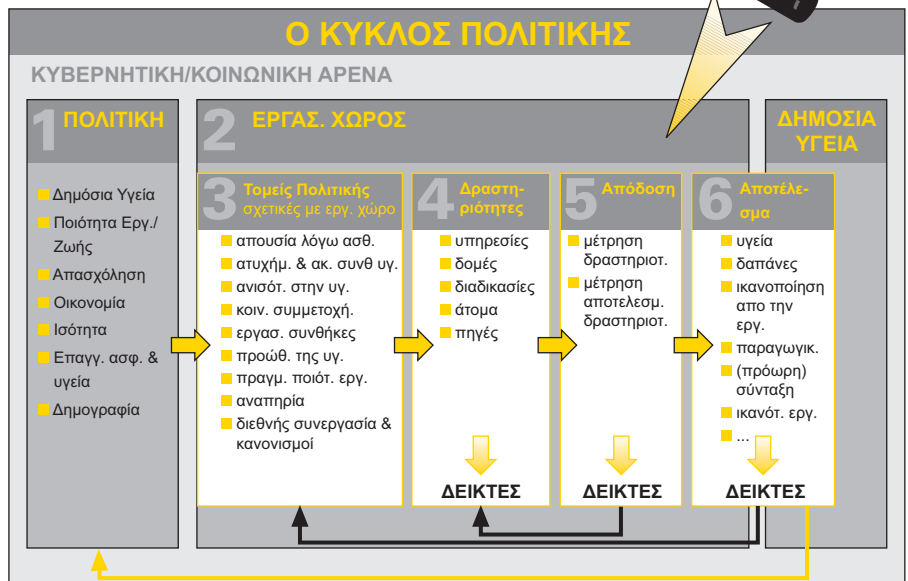 Ο ΚΥΚΛΟΣ ΠΟΛΙΤΙΚΗΣ
ΚΥΒΕΡΝΗΤΙΚΗ/ΚΟΙΝΩΝΙΚΗ ΑΡΕΝΑ
1 ΠΟΛΙΤΙΚΗ
Δημόσια Υγεία
Ποιότητα Εργ./
Ζωής
Απασχόληση
Οικονομία
Ισότητα
Επαγγ. ασφ. &
υγεία
Δημογραφία
2 ΕΡΓΑΣ. ΧΩΡΟΣ
3 Τομείς Πολιτικής
σχετικές με εργ. χώρο
απουσία λόγω ασθ.
ατυχήμ. & ακ. συνθ υγ.
ανισότ. στην υγ.
κοιν. συμμετοχή.
εργασ. συνθήκες
προώθ. της υγ.
πραγμ. ποιότ. εργ.
αναπηρία
διεθνής συνεργασία &
κανονισμοί
4 Δραστη-
ριότητες
υπηρεσίες
δομές
διαδικασίες
άτομα
πηγές
ΔΕΙΚΤΕΣ
5 Απόδοση
μέτρηση
δραστηριοτ.
μέτρηση
αποτελεσμ.
δραστηριοτ.
ΔΕΙΚΤΕΣ
ΔΗΜΟΣΙΑ
ΥΓΕΙΑ
6 Αποτέλε-
σμα
υγεία
δαπάνες
ικανοποίηση
απο την
εργ.
παραγωγικ.
(πρόωρη)
σύνταξη
ικανότ. εργ.
...
ΔΕΙΚΤΕΣ